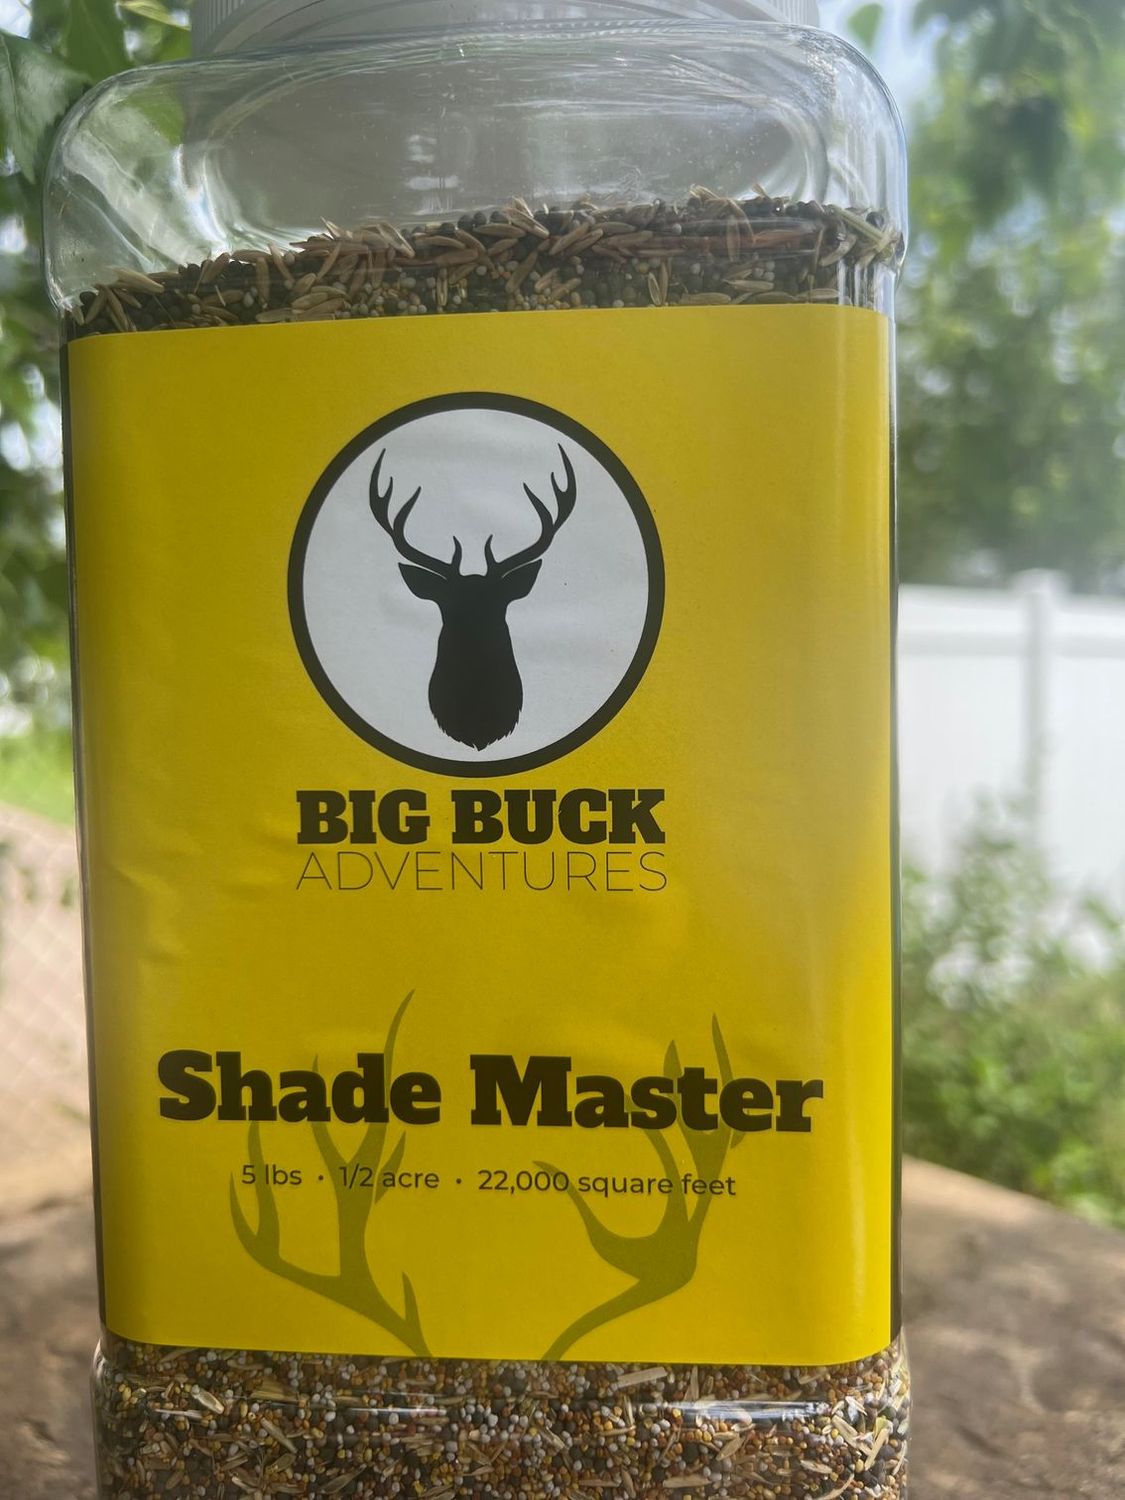 BIG BUCK
ADVENTURES
Shade Master
5 lbs • 1/2 acre • 22,000 square feet